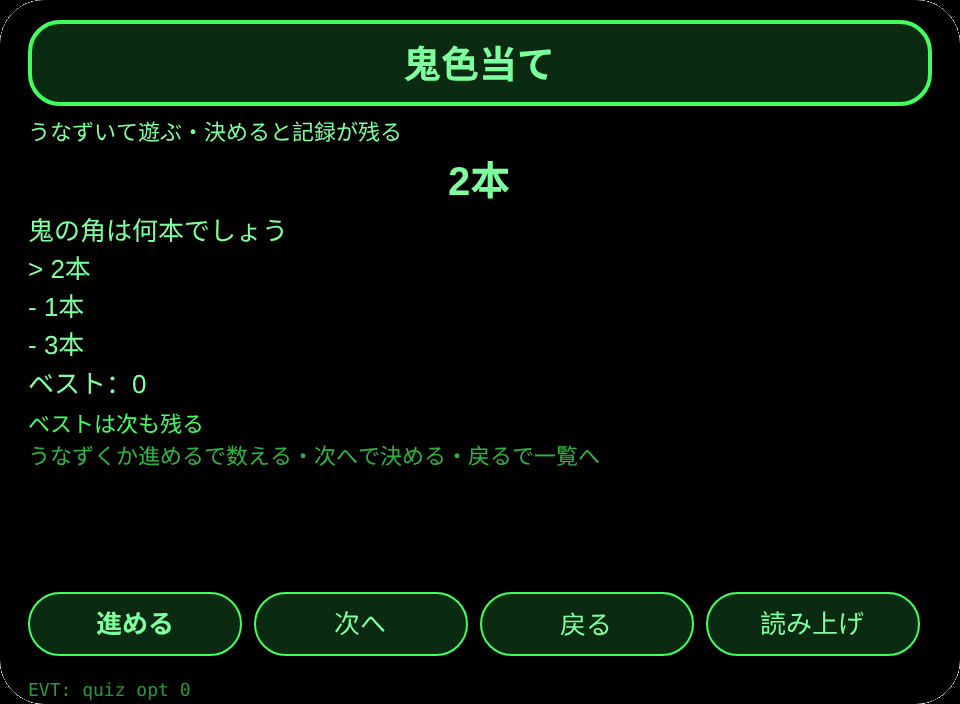 鬼色当て
うなずいて遊ぶ・決めると記録が残る
2本
鬼の角は何本でしょう
> 2本
- 1本
- 3本
ベスト: 0
ベストは次も残る
うなずくか進めるで数える・次へで決める・戻るで一覧へ
進める 次へ 戻る 読み上げ
EVT: quiz opt 0